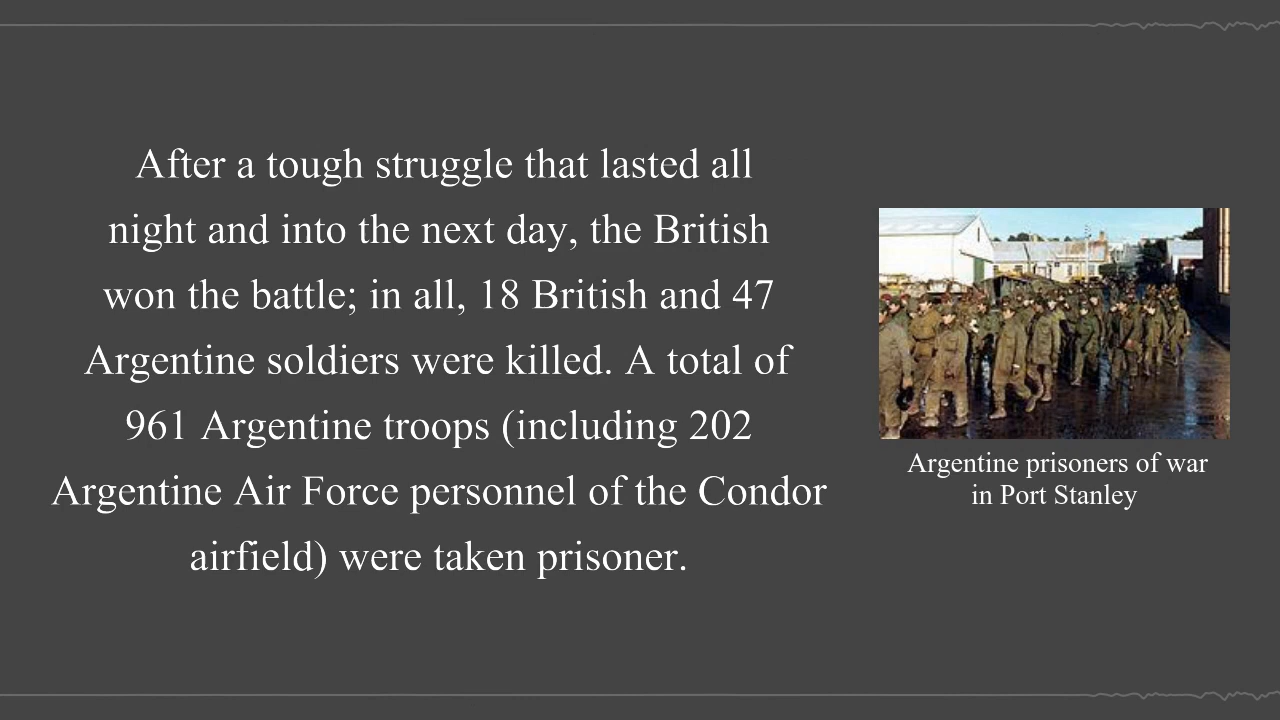 After a tough struggle that lasted all
night and into the next day, the British
won the battle; in all, 18 British and 47
Argentine soldiers were killed. A total of
961 Argentine troops (including 202
Argentine Air Force personnel of the Condor
airfield) were taken prisoner.
Argentine prisoners of war
in Port Stanley